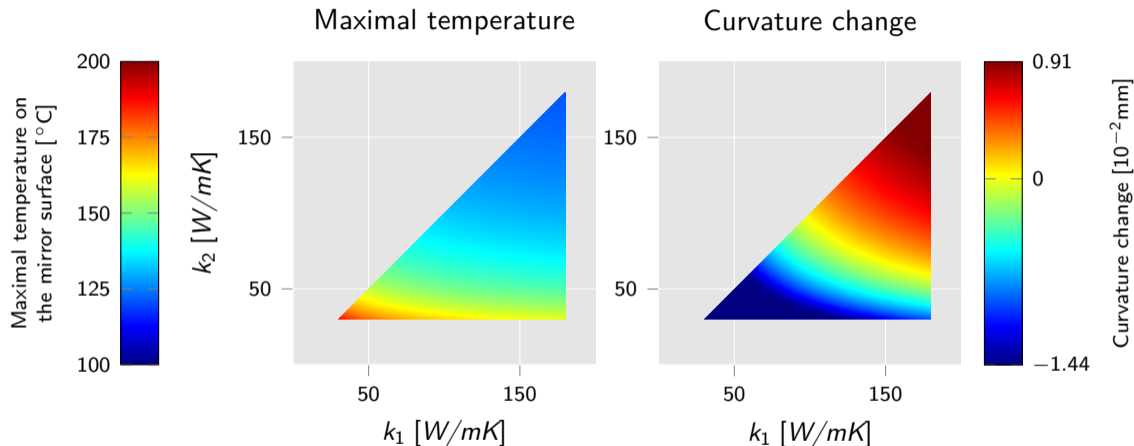 Maximal temperature
Curvature change
Maximal temperature on
the mirror surface [°C]
200
175
150
125
100
k₂ [W/mK]
150
50
50
150
k₁ [W/mK]
150
50
50
150
k₁ [W/mK]
0.91
0
−1.44
Curvature change [10⁻²mm]